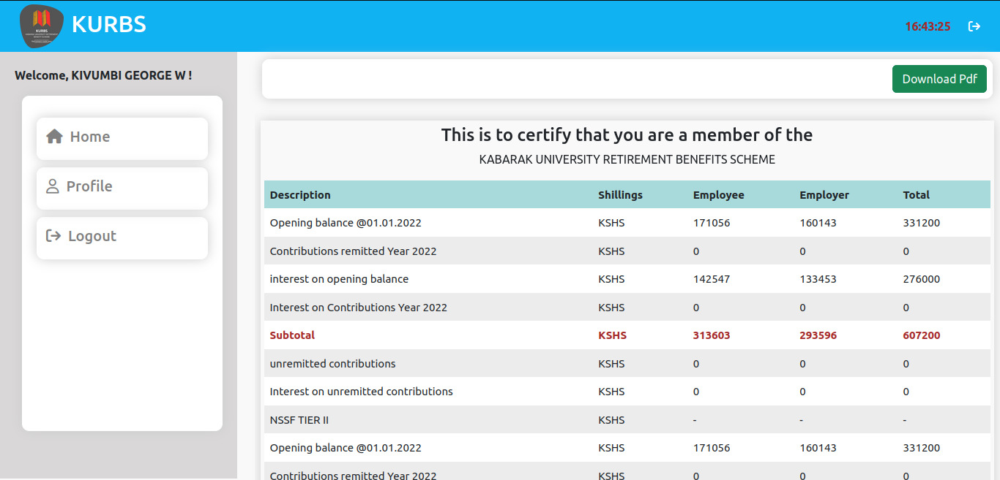 KURBS
KURBS
16:43:25
Welcome, KIVUMBI GEORGE W !
Home
Profile
Logout
Download Pdf
This is to certify that you are a member of the
KABARAK UNIVERSITY RETIREMENT BENEFITS SCHEME
Description Shillings Employee Employer Total
Opening balance @01.01.2022 KSHS 171056 160143 331200
Contributions remitted Year 2022 KSHS 0 0 0
interest on opening balance KSHS 142547 133453 276000
Interest on Contributions Year 2022 KSHS 0 0 0
Subtotal KSHS 313603 293596 607200
unremitted contributions KSHS 0 0 0
Interest on unremitted contributions KSHS 0 0 0
NSSF TIER II KSHS - - -
Opening balance @01.01.2022 KSHS 171056 160143 331200
Contributions remitted Year 2022 KSHS 0 0 0